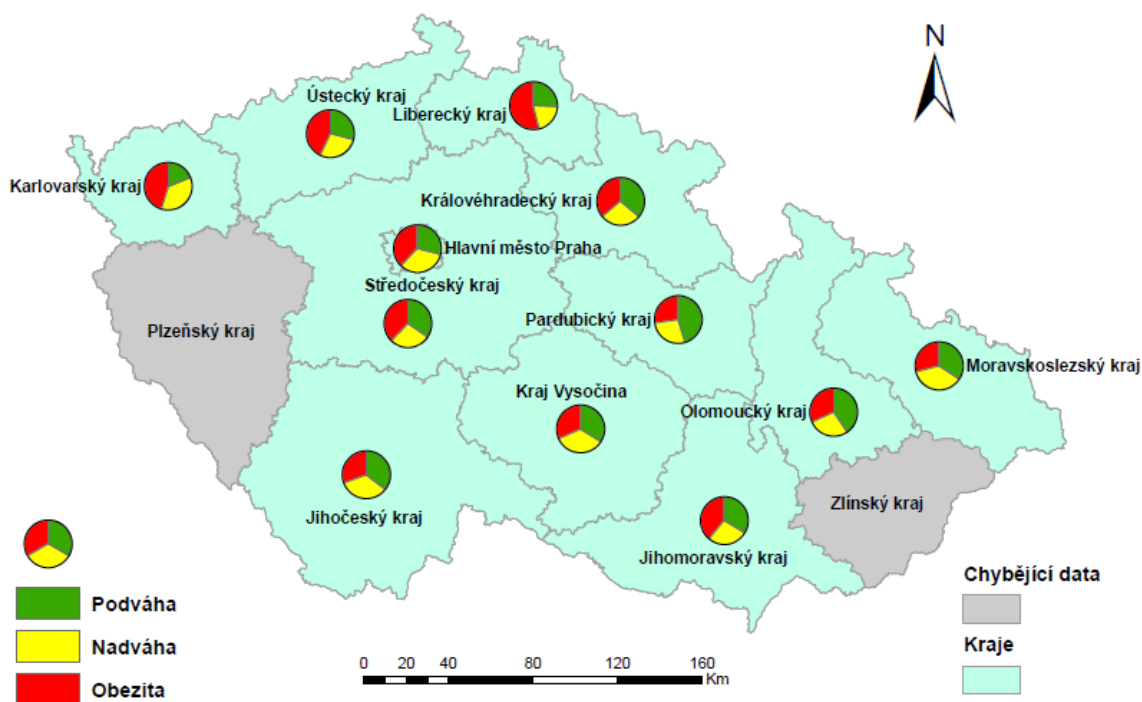 N
Ústecký kraj
Liberecký kraj
Karlovarský kraj
Královéhradecký kraj
Hlavní město Praha
Středočeský kraj
Plzeňský kraj
Pardubický kraj
Moravskoslezský kraj
Kraj Vysočina
Olomoucký kraj
Zlínský kraj
Jihočeský kraj
Jihomoravský kraj
Podváha
Nadváha
Obezita
0 20 40 80 120 160
Km
Chybějící data
Kraje